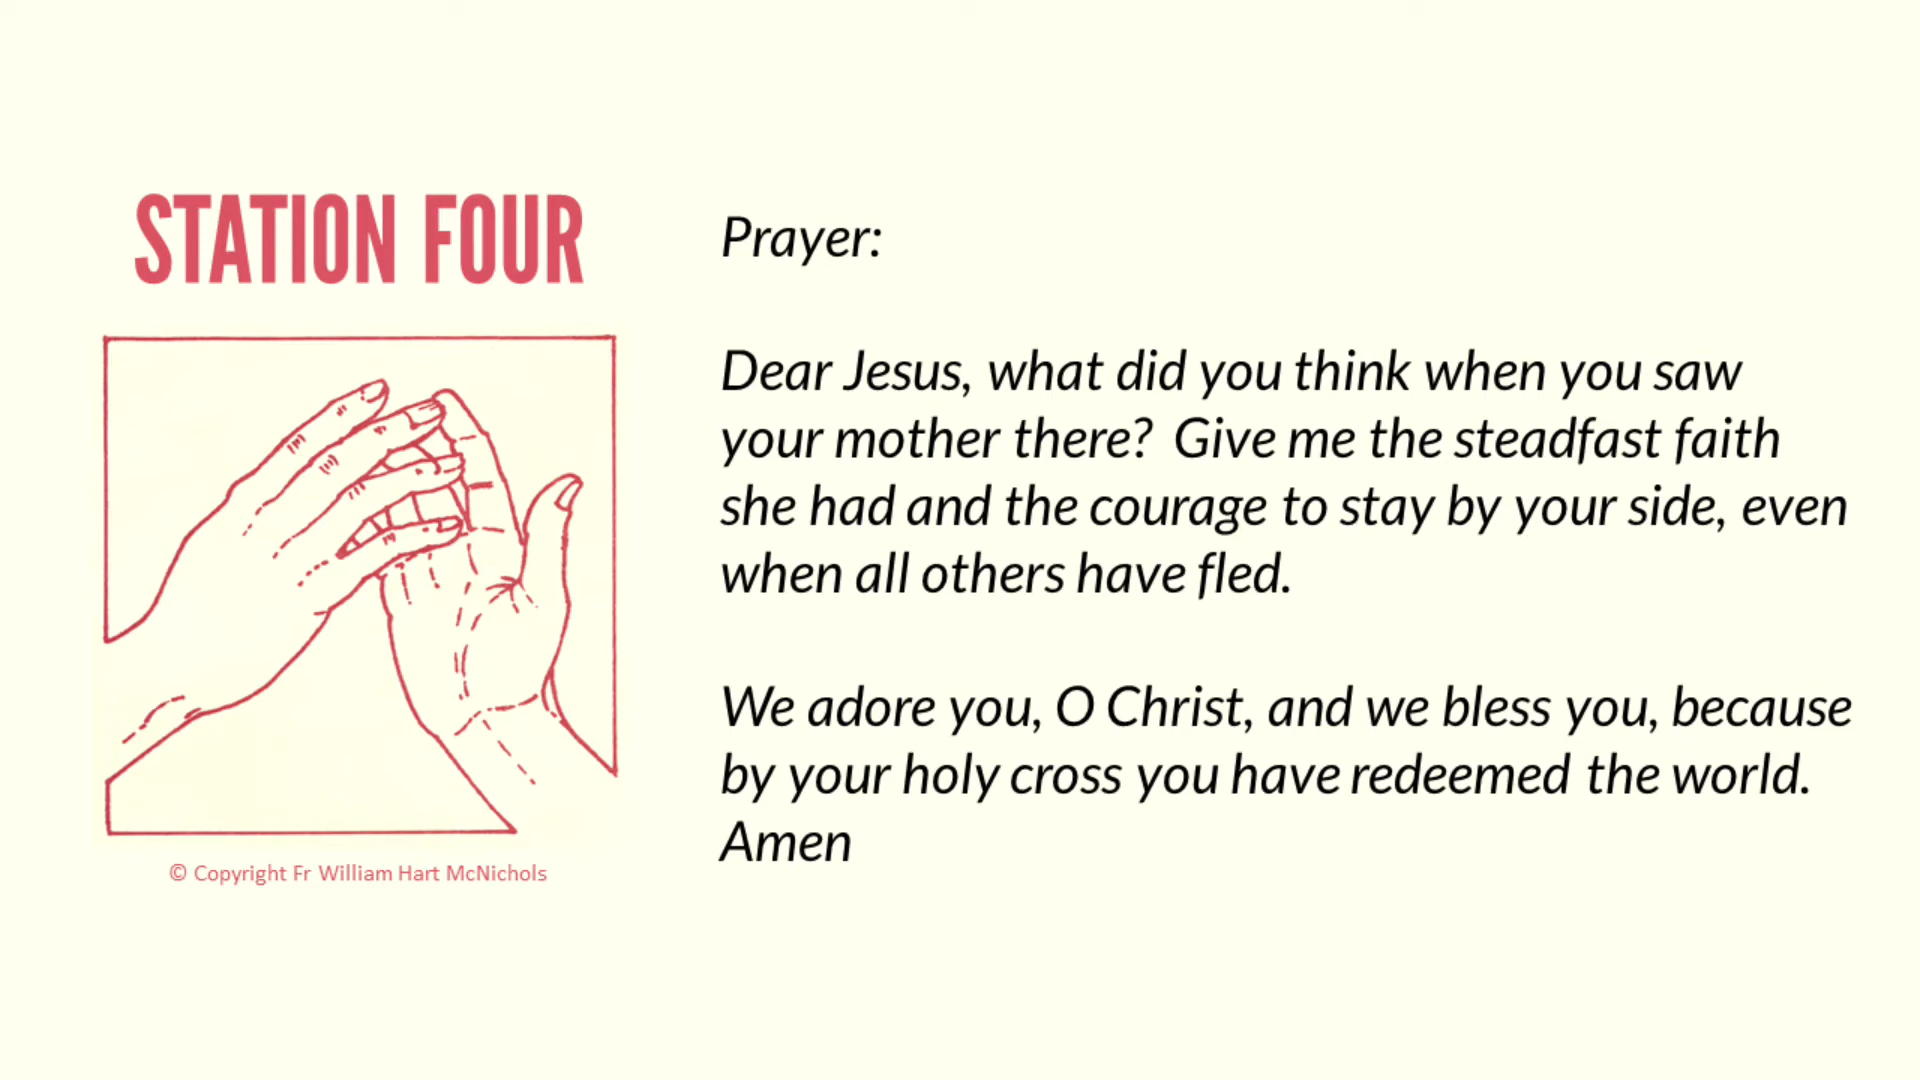 STATION FOUR
© Copyright Fr William Hart McNichols
Prayer:
Dear Jesus, what did you think when you saw
your mother there? Give me the steadfast faith
she had and the courage to stay by your side, even
when all others have fled.
We adore you, O Christ, and we bless you, because
by your holy cross you have redeemed the world.
Amen